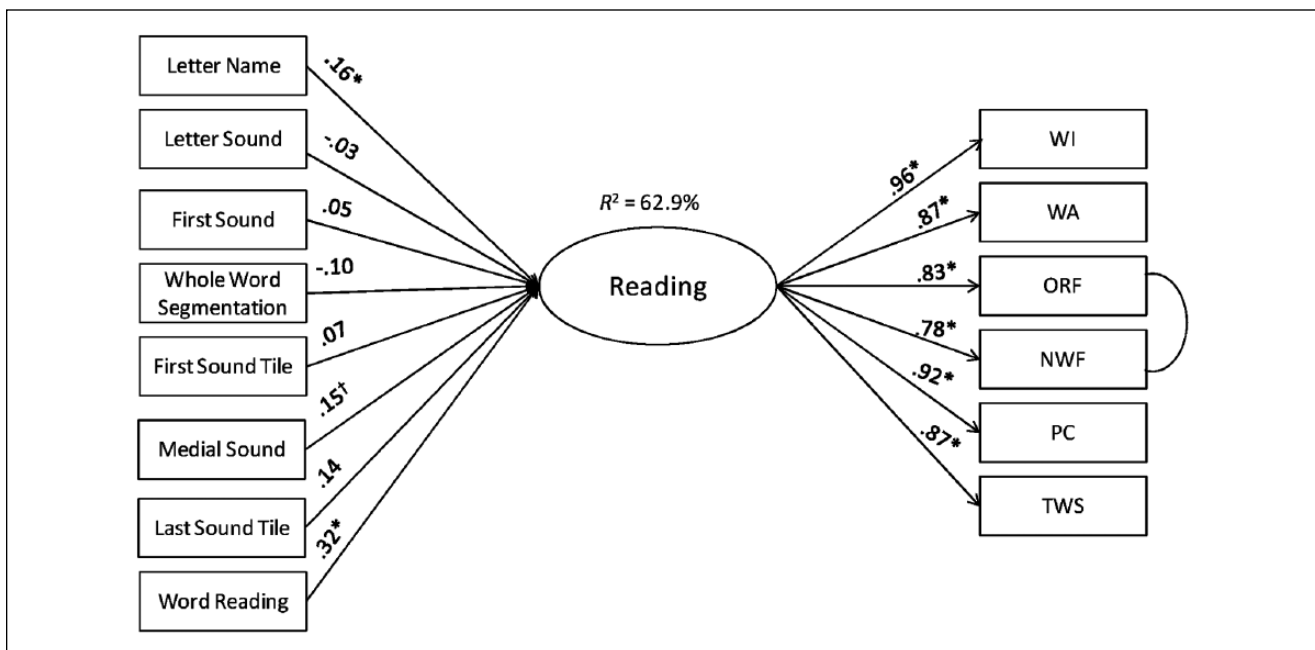 Letter Name
.16*
Letter Sound
-.03
First Sound
.05
Whole Word
Segmentation
-.10
First Sound Tile
.07
Medial Sound
.15†
Last Sound Tile
.14
Word Reading
.32*
R² = 62.9%
Reading
.96*
WI
.87*
WA
.83*
ORF
.78*
NWF
.92*
PC
.87*
TWS